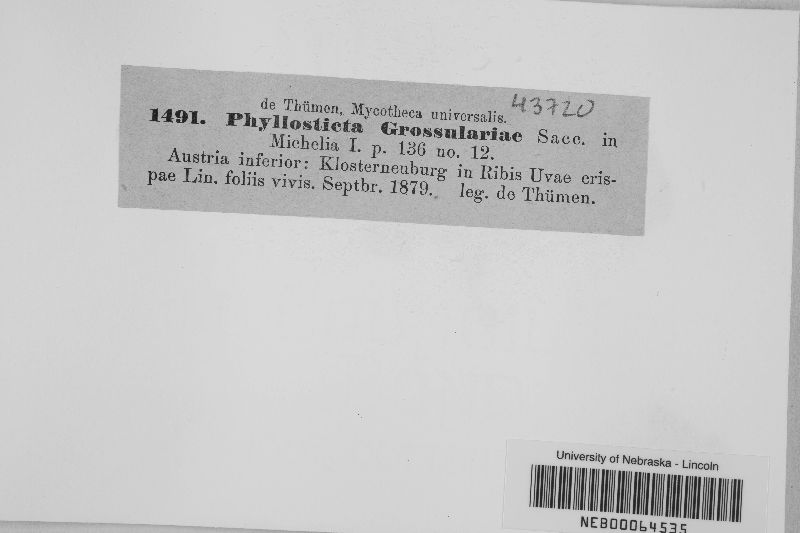 de Thümen, Mycotheca universalis. 43720
1491. Phyllosticta Grossulariae Sacc. in
Michelia I. p. 136 no. 12.
Austria inferior: Klosterneuburg in Ribis Uvae cris-
pae Lin. foliis vivis. Septbr. 1879. leg. de Thümen.
University of Nebraska - Lincoln
NEB00064535